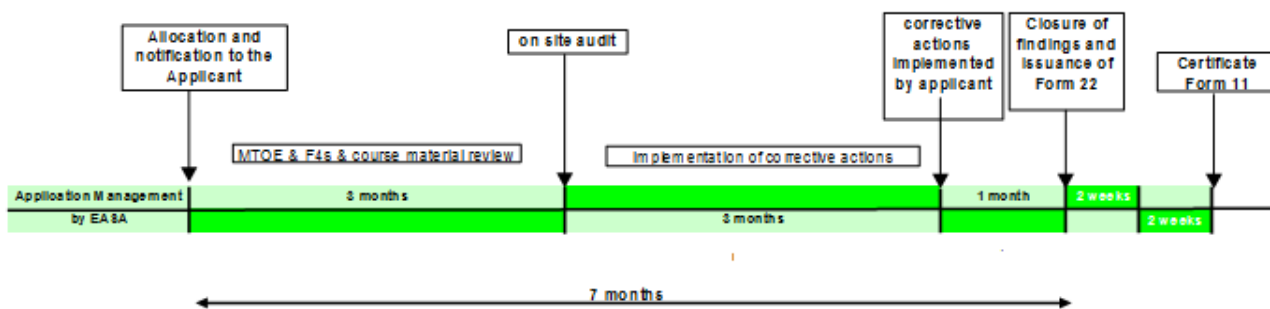 Allocation and
notification to the
Applicant
on site audit
corrective
actions
implemented
by applicant
Closure of
findings and
issuance of
Form 22
Certificate
Form 11
MTOE & F4s & course material review
Implementation of corrective actions
Application Management
by EASA
3 months
3 months
1 month
2 weeks
2 weeks
7 months